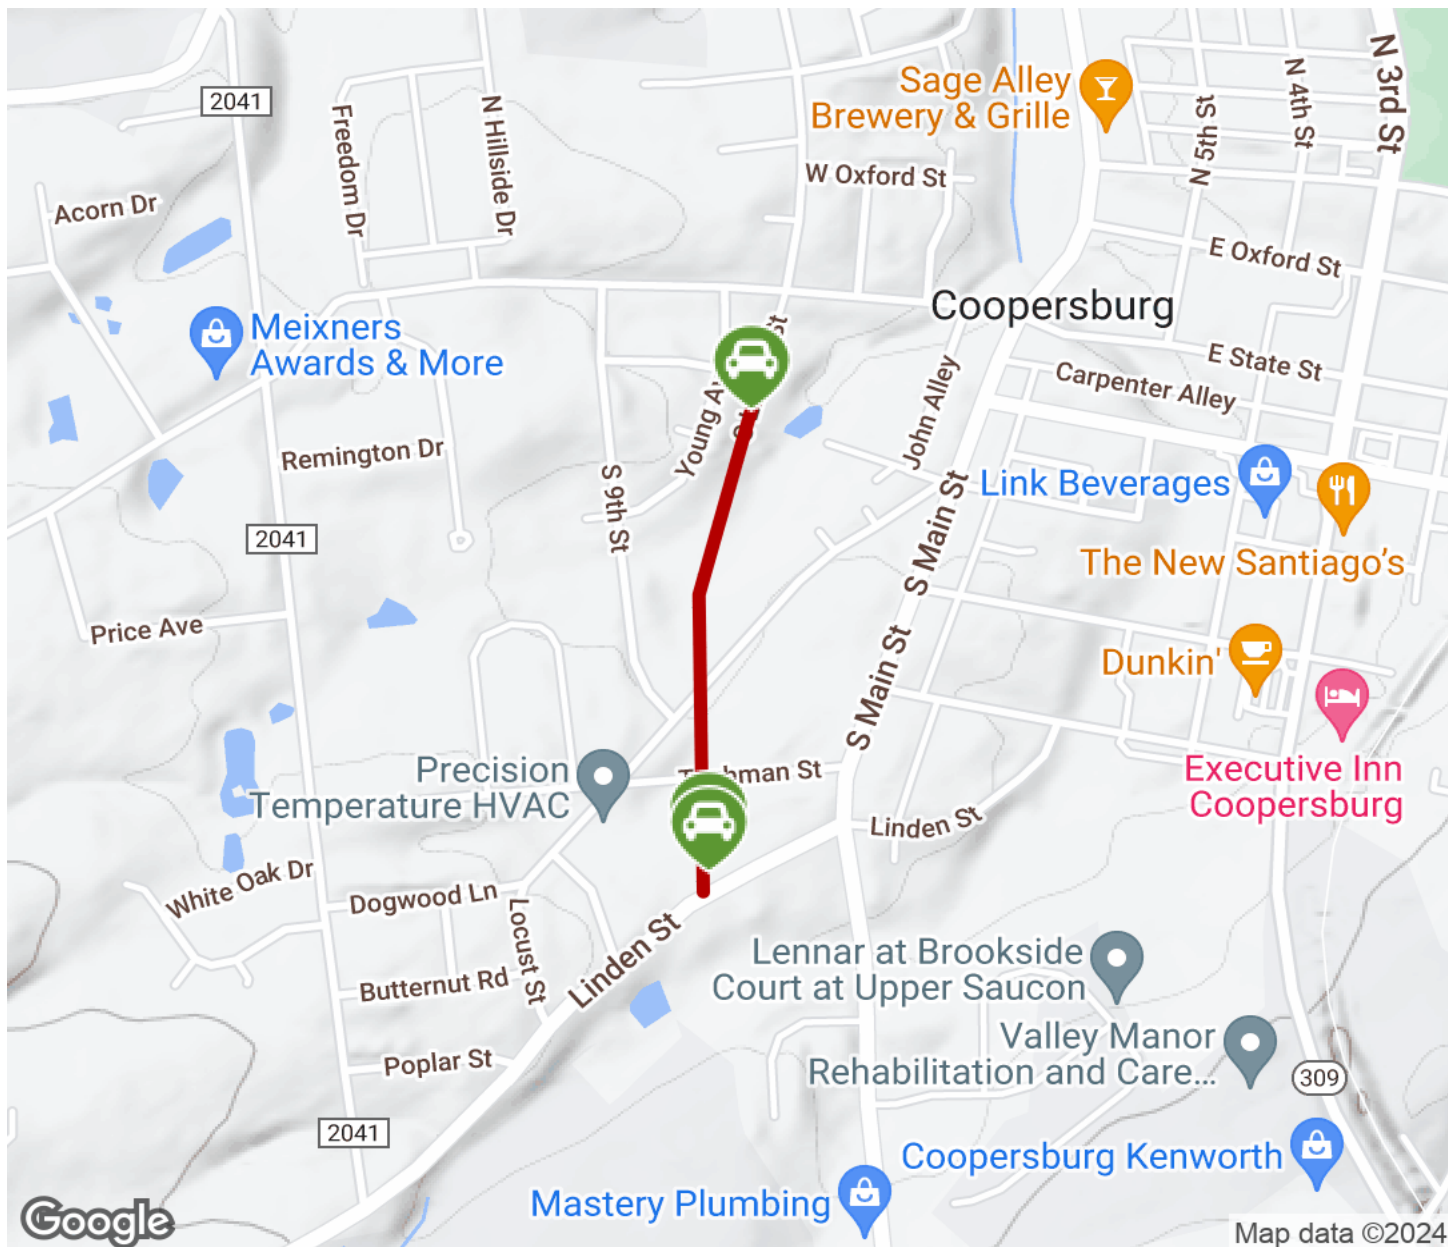 Sage Alley
Brewery & Grille
N 3rd St
N 4th St
N 5th St
2041
Freedom Dr
N Hillside Dr
W Oxford St
Acorn Dr
E Oxford St
Coopersburg
Meixners
Awards & More
St
E State St
Carpenter Alley
John Alley
Remington Dr
Young
S 9th St
S Main St
Link Beverages
The New Santiago's
2041
Price Ave
Dunkin'
S Main St
Precision
Temperature HVAC
St
Executive Inn
Coopersburg
Linden St
White Oak Dr
Dogwood Ln
Locust St
Linden St
Butternut Rd
Lennar at Brookside
Court at Upper Saucon
Poplar St
Valley Manor
Rehabilitation and Care...
309
2041
Coopersburg Kenworth
Mastery Plumbing
Google
Map data ©2024